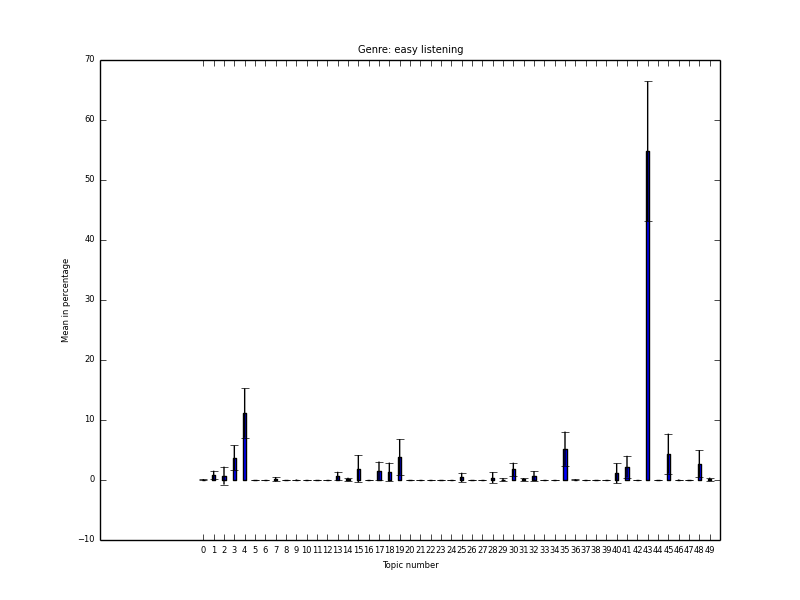 Genre: easy listening
70
60
50
40
30
20
10
0
−10
Mean in percentage
0 1 2 3 4 5 6 7 8 9 10 11 12 13 14 15 16 17 18 19 20 21 22 23 24 25 26 27 28 29 30 31 32 33 34 35 36 37 38 39 40 41 42 43 44 45 46 47 48 49
Topic number